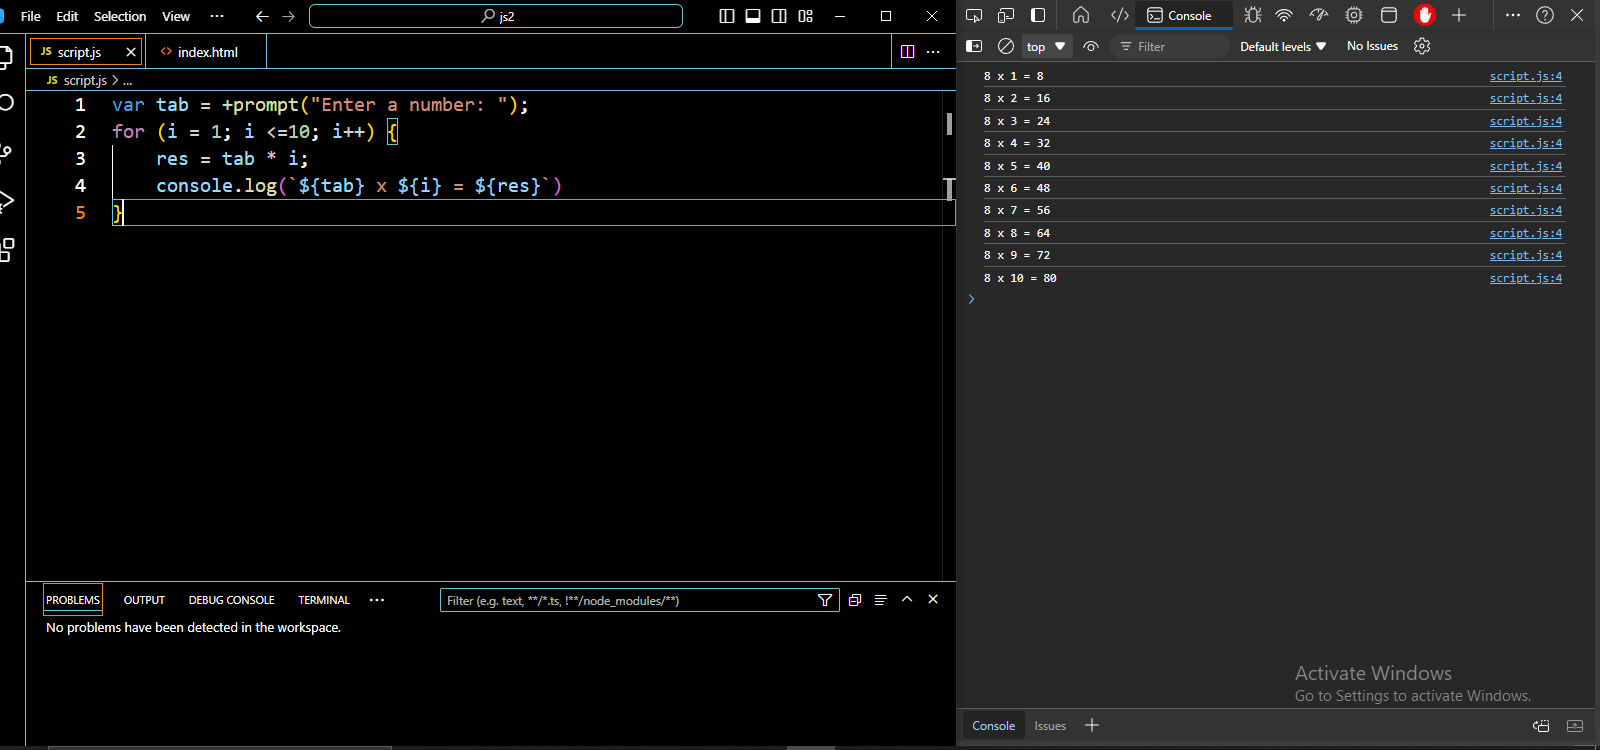 File Edit Selection View ··· js2
JS script.js <> index.html
JS script.js > ...
1 var tab = +prompt("Enter a number: ");
2 for (i = 1; i <=10; i++) {
3 res = tab * i;
4 console.log(`${tab} x ${i} = ${res}`)
5 }
PROBLEMS OUTPUT DEBUG CONSOLE TERMINAL ··· Filter (e.g. text, **/*.ts, !**/node_modules/**)
No problems have been detected in the workspace.
Console
top Filter Default levels No Issues
8 x 1 = 8 script.js:4
8 x 2 = 16 script.js:4
8 x 3 = 24 script.js:4
8 x 4 = 32 script.js:4
8 x 5 = 40 script.js:4
8 x 6 = 48 script.js:4
8 x 7 = 56 script.js:4
8 x 8 = 64 script.js:4
8 x 9 = 72 script.js:4
8 x 10 = 80 script.js:4
>
Activate Windows
Go to Settings to activate Windows.
Console Issues